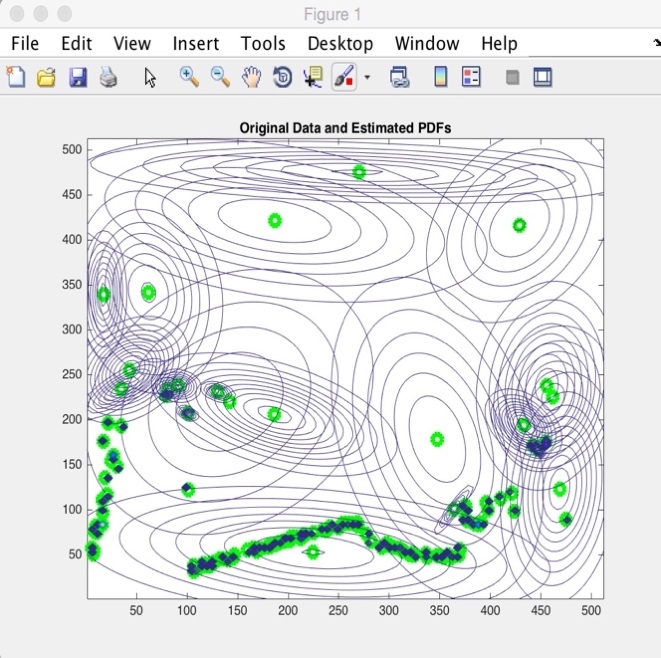 Figure 1
File Edit View Insert Tools Desktop Window Help
Original Data and Estimated PDFs
500
450
400
350
300
250
200
150
100
50
50 100 150 200 250 300 350 400 450 500